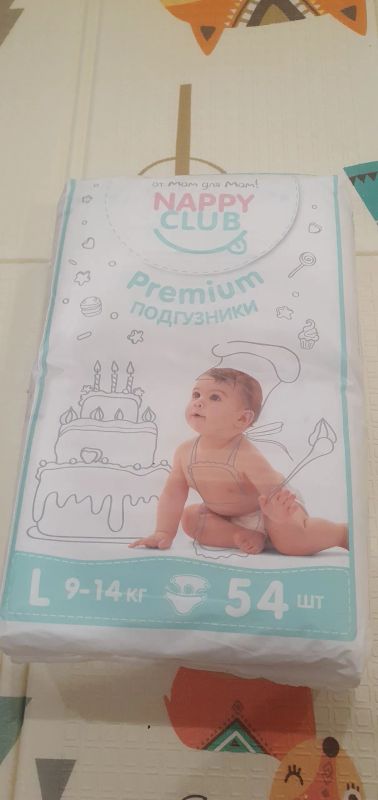 от Мам для Мам!
NAPPY
CLUB
Premium
ПОДГУЗНИКИ
L 9-14 кг 54 шт